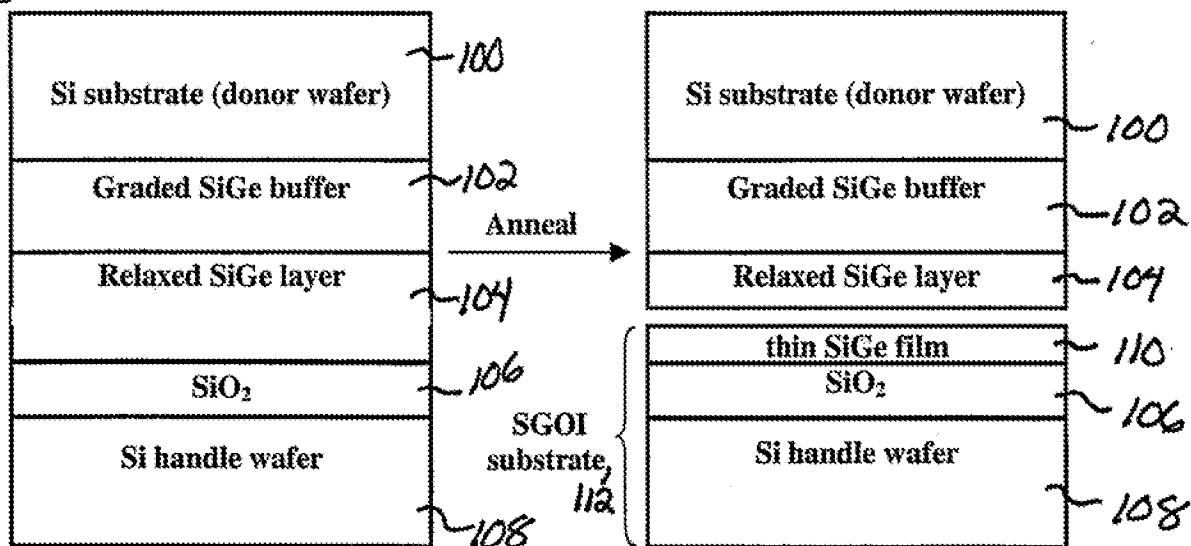 Si substrate (donor wafer)
100
Graded SiGe buffer
102
Relaxed SiGe layer
104
SiO₂
106
Si handle wafer
108
Anneal
Si substrate (donor wafer)
100
Graded SiGe buffer
102
Relaxed SiGe layer
104
thin SiGe film
110
SiO₂
106
Si handle wafer
108
SGOI
substrate,
112